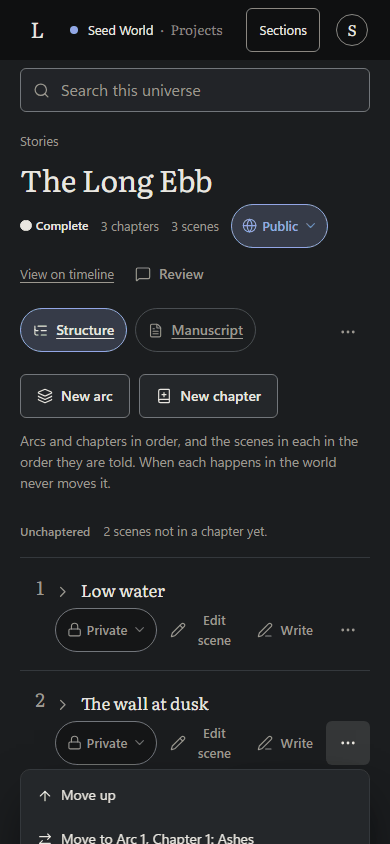 L Seed World · Projects Sections S
Search this universe
Stories
The Long Ebb
Complete 3 chapters 3 scenes Public
View on timeline Review
Structure Manuscript
New arc New chapter
Arcs and chapters in order, and the scenes in each in the
order they are told. When each happens in the world
never moves it.
Unchaptered 2 scenes not in a chapter yet.
1 Low water
Private Edit scene Write
2 The wall at dusk
Private Edit scene Write
Move up
Move to Arc 1, Chapter 1: Ashes